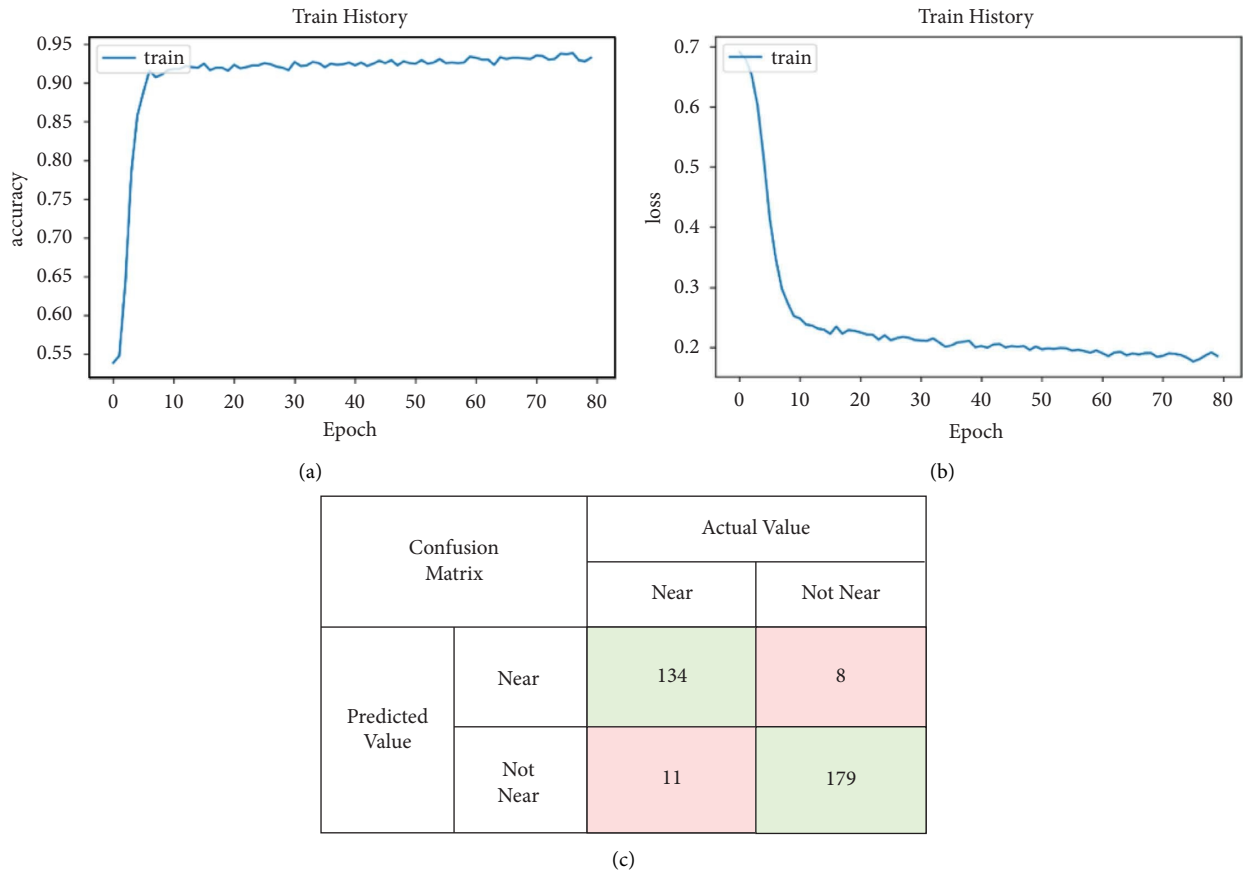 Train History
0.95
0.90
0.85
0.80
0.75
0.70
0.65
0.60
0.55
accuracy
train
0 10 20 30 40 50 60 70 80
Epoch
(a)
Train History
0.7
0.6
0.5
0.4
0.3
0.2
loss
train
0 10 20 30 40 50 60 70 80
Epoch
(b)
Confusion
Matrix
Actual Value
Near Not Near
Predicted
Value
Near 134 8
Not
Near
11 179
(c)